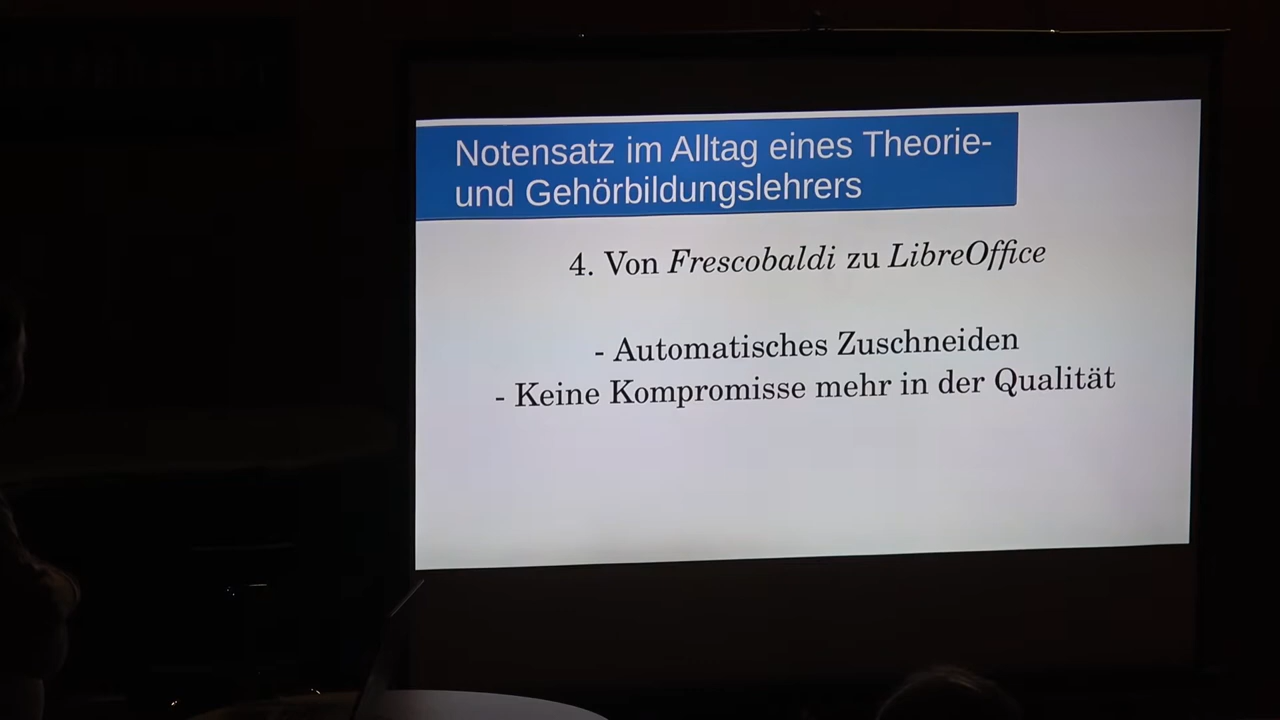 Notensatz im Alltag eines Theorie-
und Gehörbildungslehrers
4. Von Frescobaldi zu LibreOffice
- Automatisches Zuschneiden
- Keine Kompromisse mehr in der Qualität